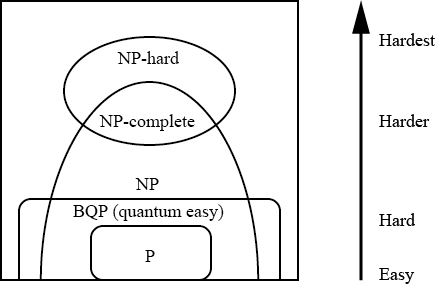 NP-hard
NP-complete
NP
BQP (quantum easy)
P
Hardest
Harder
Hard
Easy